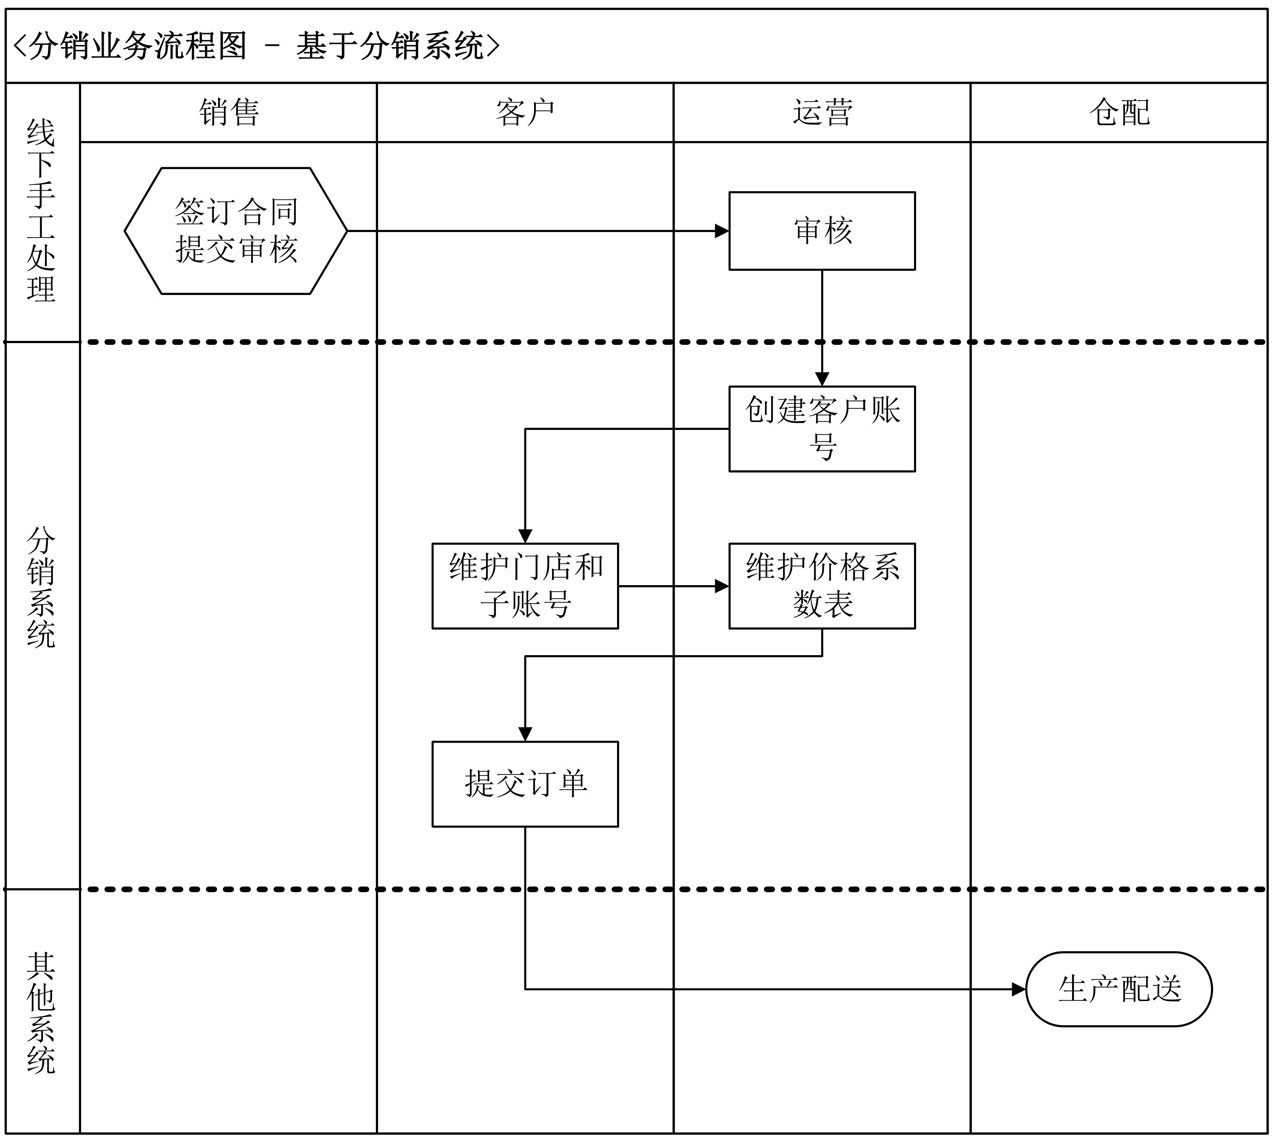 <分销业务流程图 - 基于分销系统>
销售
客户
运营
仓配
线下手工处理
签订合同
提交审核
审核
分销系统
创建客户账
号
维护门店和
子账号
维护价格系
数表
提交订单
其他系统
生产配送